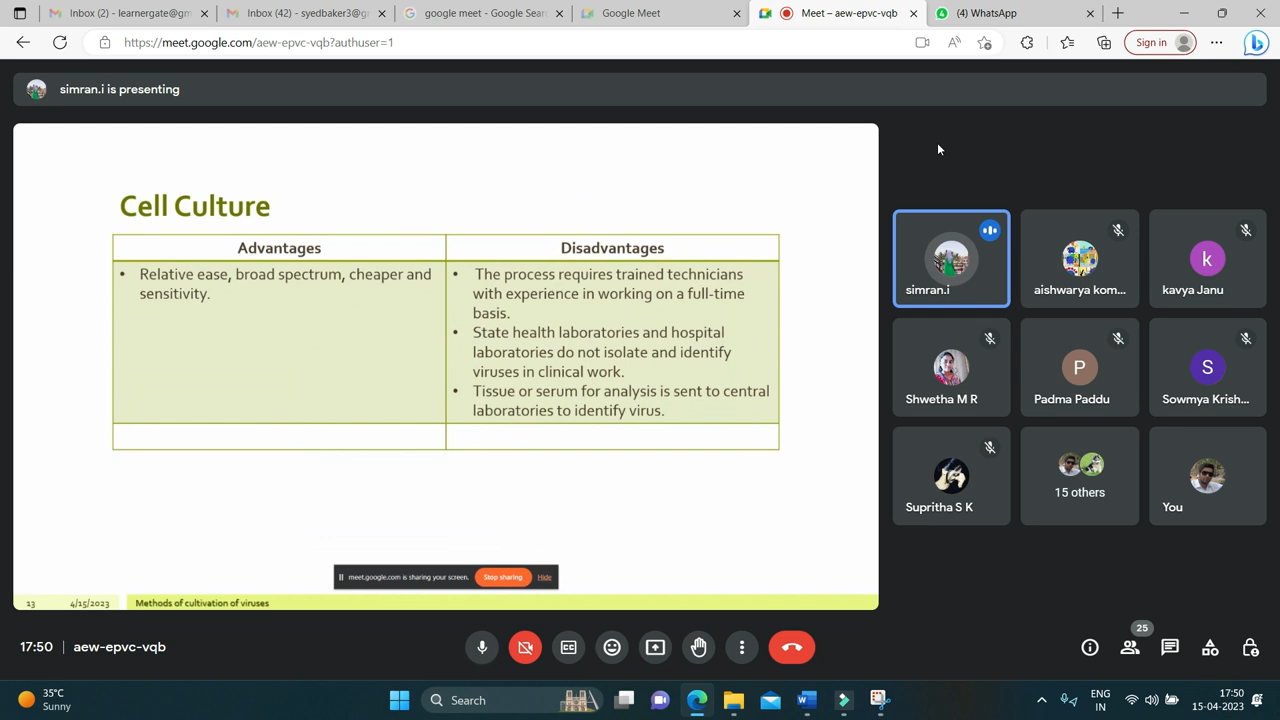 Inbox (2) - learnergate@gm
Inbox (42) - syedbaker3@g
google meet - Google Sear
Google Meet
Meet – aew-epvc-vqb
(4) WhatsApp
https://meet.google.com/aew-epvc-vqb?authuser=1
Sign in
simran.i is presenting
Cell Culture
Advantages
Disadvantages
• Relative ease, broad spectrum, cheaper and
sensitivity.
• The process requires trained technicians
with experience in working on a full-time
basis.
• State health laboratories and hospital
laboratories do not isolate and identify
viruses in clinical work.
• Tissue or serum for analysis is sent to central
laboratories to identify virus.
meet.google.com is sharing your screen.
Stop sharing
Hide
13
4/15/2023
Methods of cultivation of viruses
simran.i
aishwarya kom...
k
kavya Janu
Shwetha M R
P
Padma Paddu
S
Sowmya Krish...
Supritha S K
15 others
You
17:50 | aew-epvc-vqb
25
35°C
Sunny
Search
ENG
IN
17:50
15-04-2023